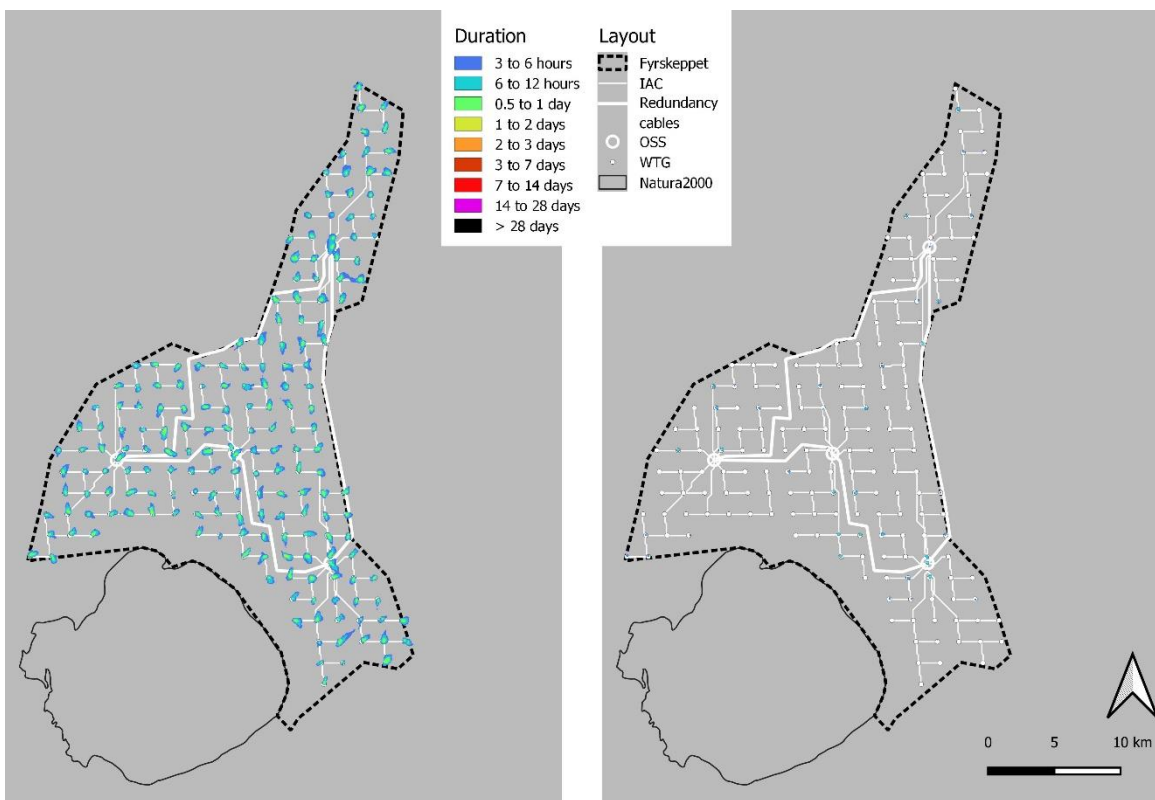 Duration
3 to 6 hours
6 to 12 hours
0.5 to 1 day
1 to 2 days
2 to 3 days
3 to 7 days
7 to 14 days
14 to 28 days
> 28 days
Layout
Fyrskeppet
IAC
Redundancy
cables
OSS
WTG
Natura2000
0 5 10 km